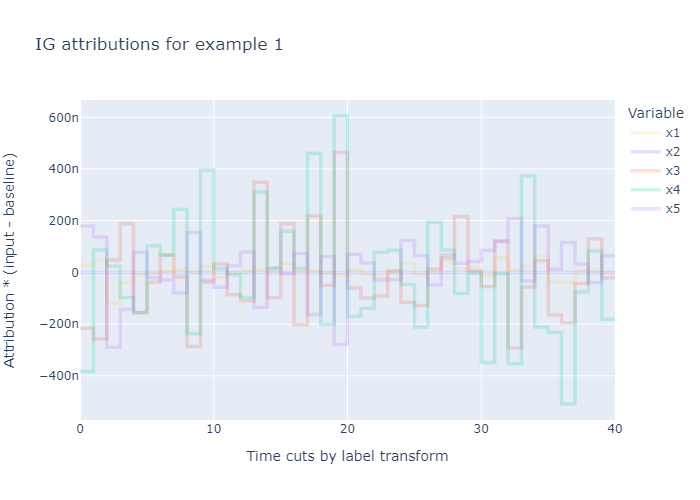 IG attributions for example 1
Attribution * (input - baseline)
600n
400n
200n
0
−200n
−400n
0
10
20
30
40
Time cuts by label transform
Variable
x1
x2
x3
x4
x5